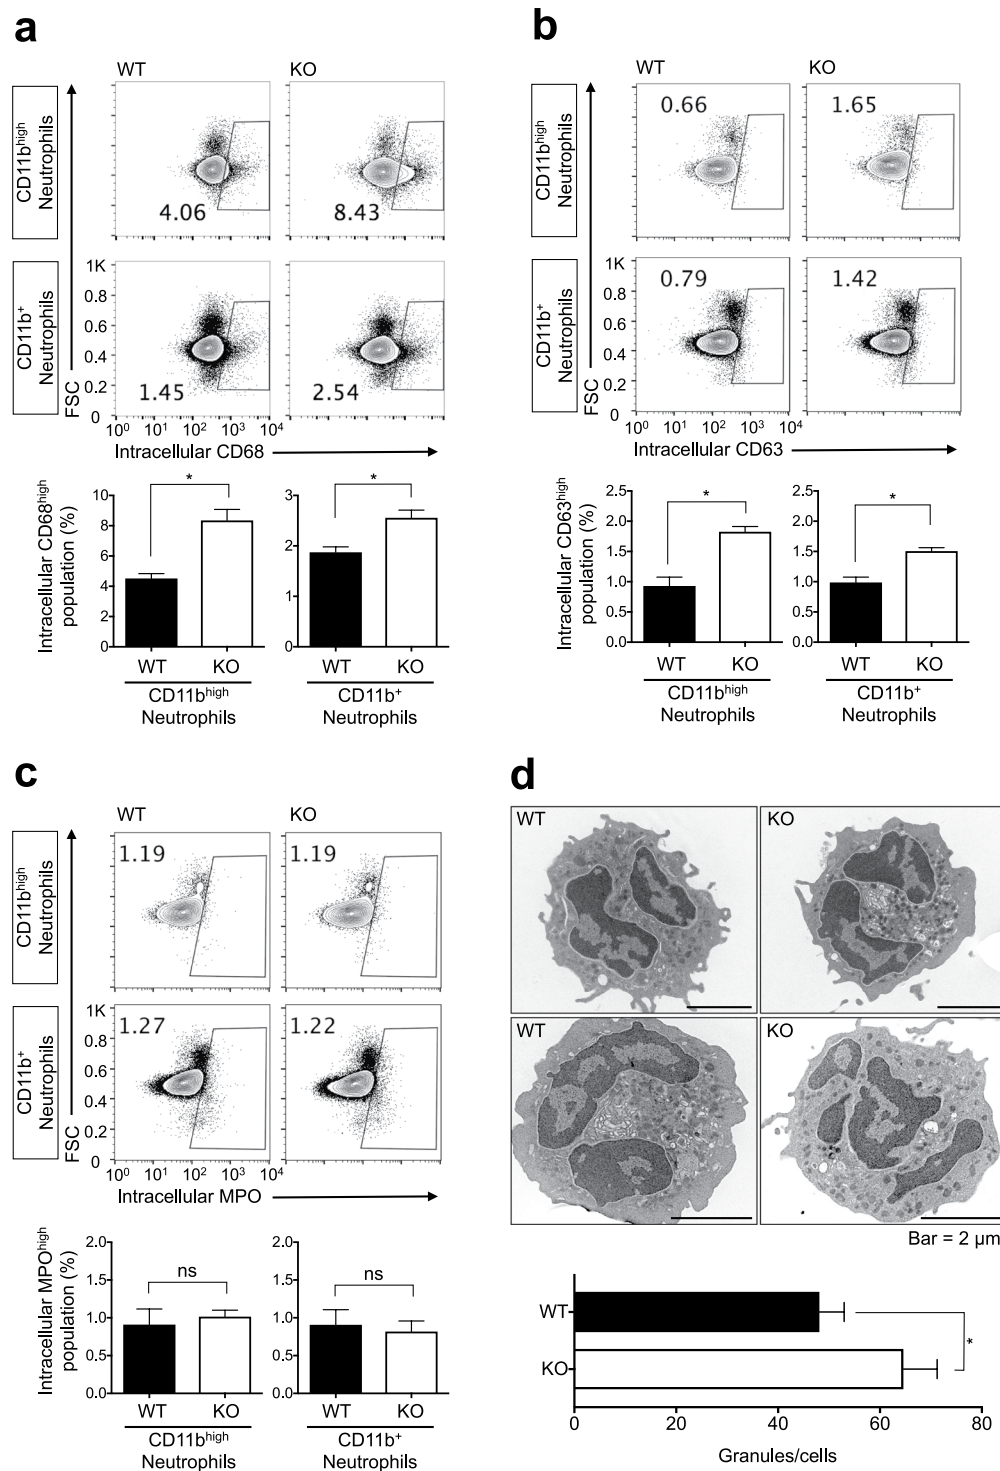 a
WT
KO
CD11b^high
Neutrophils
4.06
8.43
CD11b^+
Neutrophils
FSC
1K
0.8
0.6
0.4
0.2
0
1.45
2.54
10^0 10^1 10^2 10^3 10^4
Intracellular CD68
Intracellular CD68^high
population (%)
10
8
6
4
2
0
*
WT KO
CD11b^high
Neutrophils
3
2
1
0
*
WT KO
CD11b^+
Neutrophils
b
WT
KO
CD11b^high
Neutrophils
0.66
1.65
CD11b^+
Neutrophils
FSC
1K
0.8
0.6
0.4
0.2
0
0.79
1.42
10^0 10^1 10^2 10^3 10^4
Intracellular CD63
Intracellular CD63^high
population (%)
2.5
2.0
1.5
1.0
0.5
0.0
*
WT KO
CD11b^high
Neutrophils
2.5
2.0
1.5
1.0
0.5
0.0
*
WT KO
CD11b^+
Neutrophils
c
WT
KO
CD11b^high
Neutrophils
1.19
1.19
CD11b^+
Neutrophils
FSC
1K
0.8
0.6
0.4
0.2
0
1.27
1.22
10^0 10^1 10^2 10^3 10^4
Intracellular MPO
Intracellular MPO^high
population (%)
2.0
1.5
1.0
0.5
0.0
ns
WT KO
CD11b^high
Neutrophils
2.0
1.5
1.0
0.5
0.0
ns
WT KO
CD11b^+
Neutrophils
d
WT
KO
WT
KO
Bar = 2 µm
WT
KO
*
0 20 40 60 80
Granules/cells